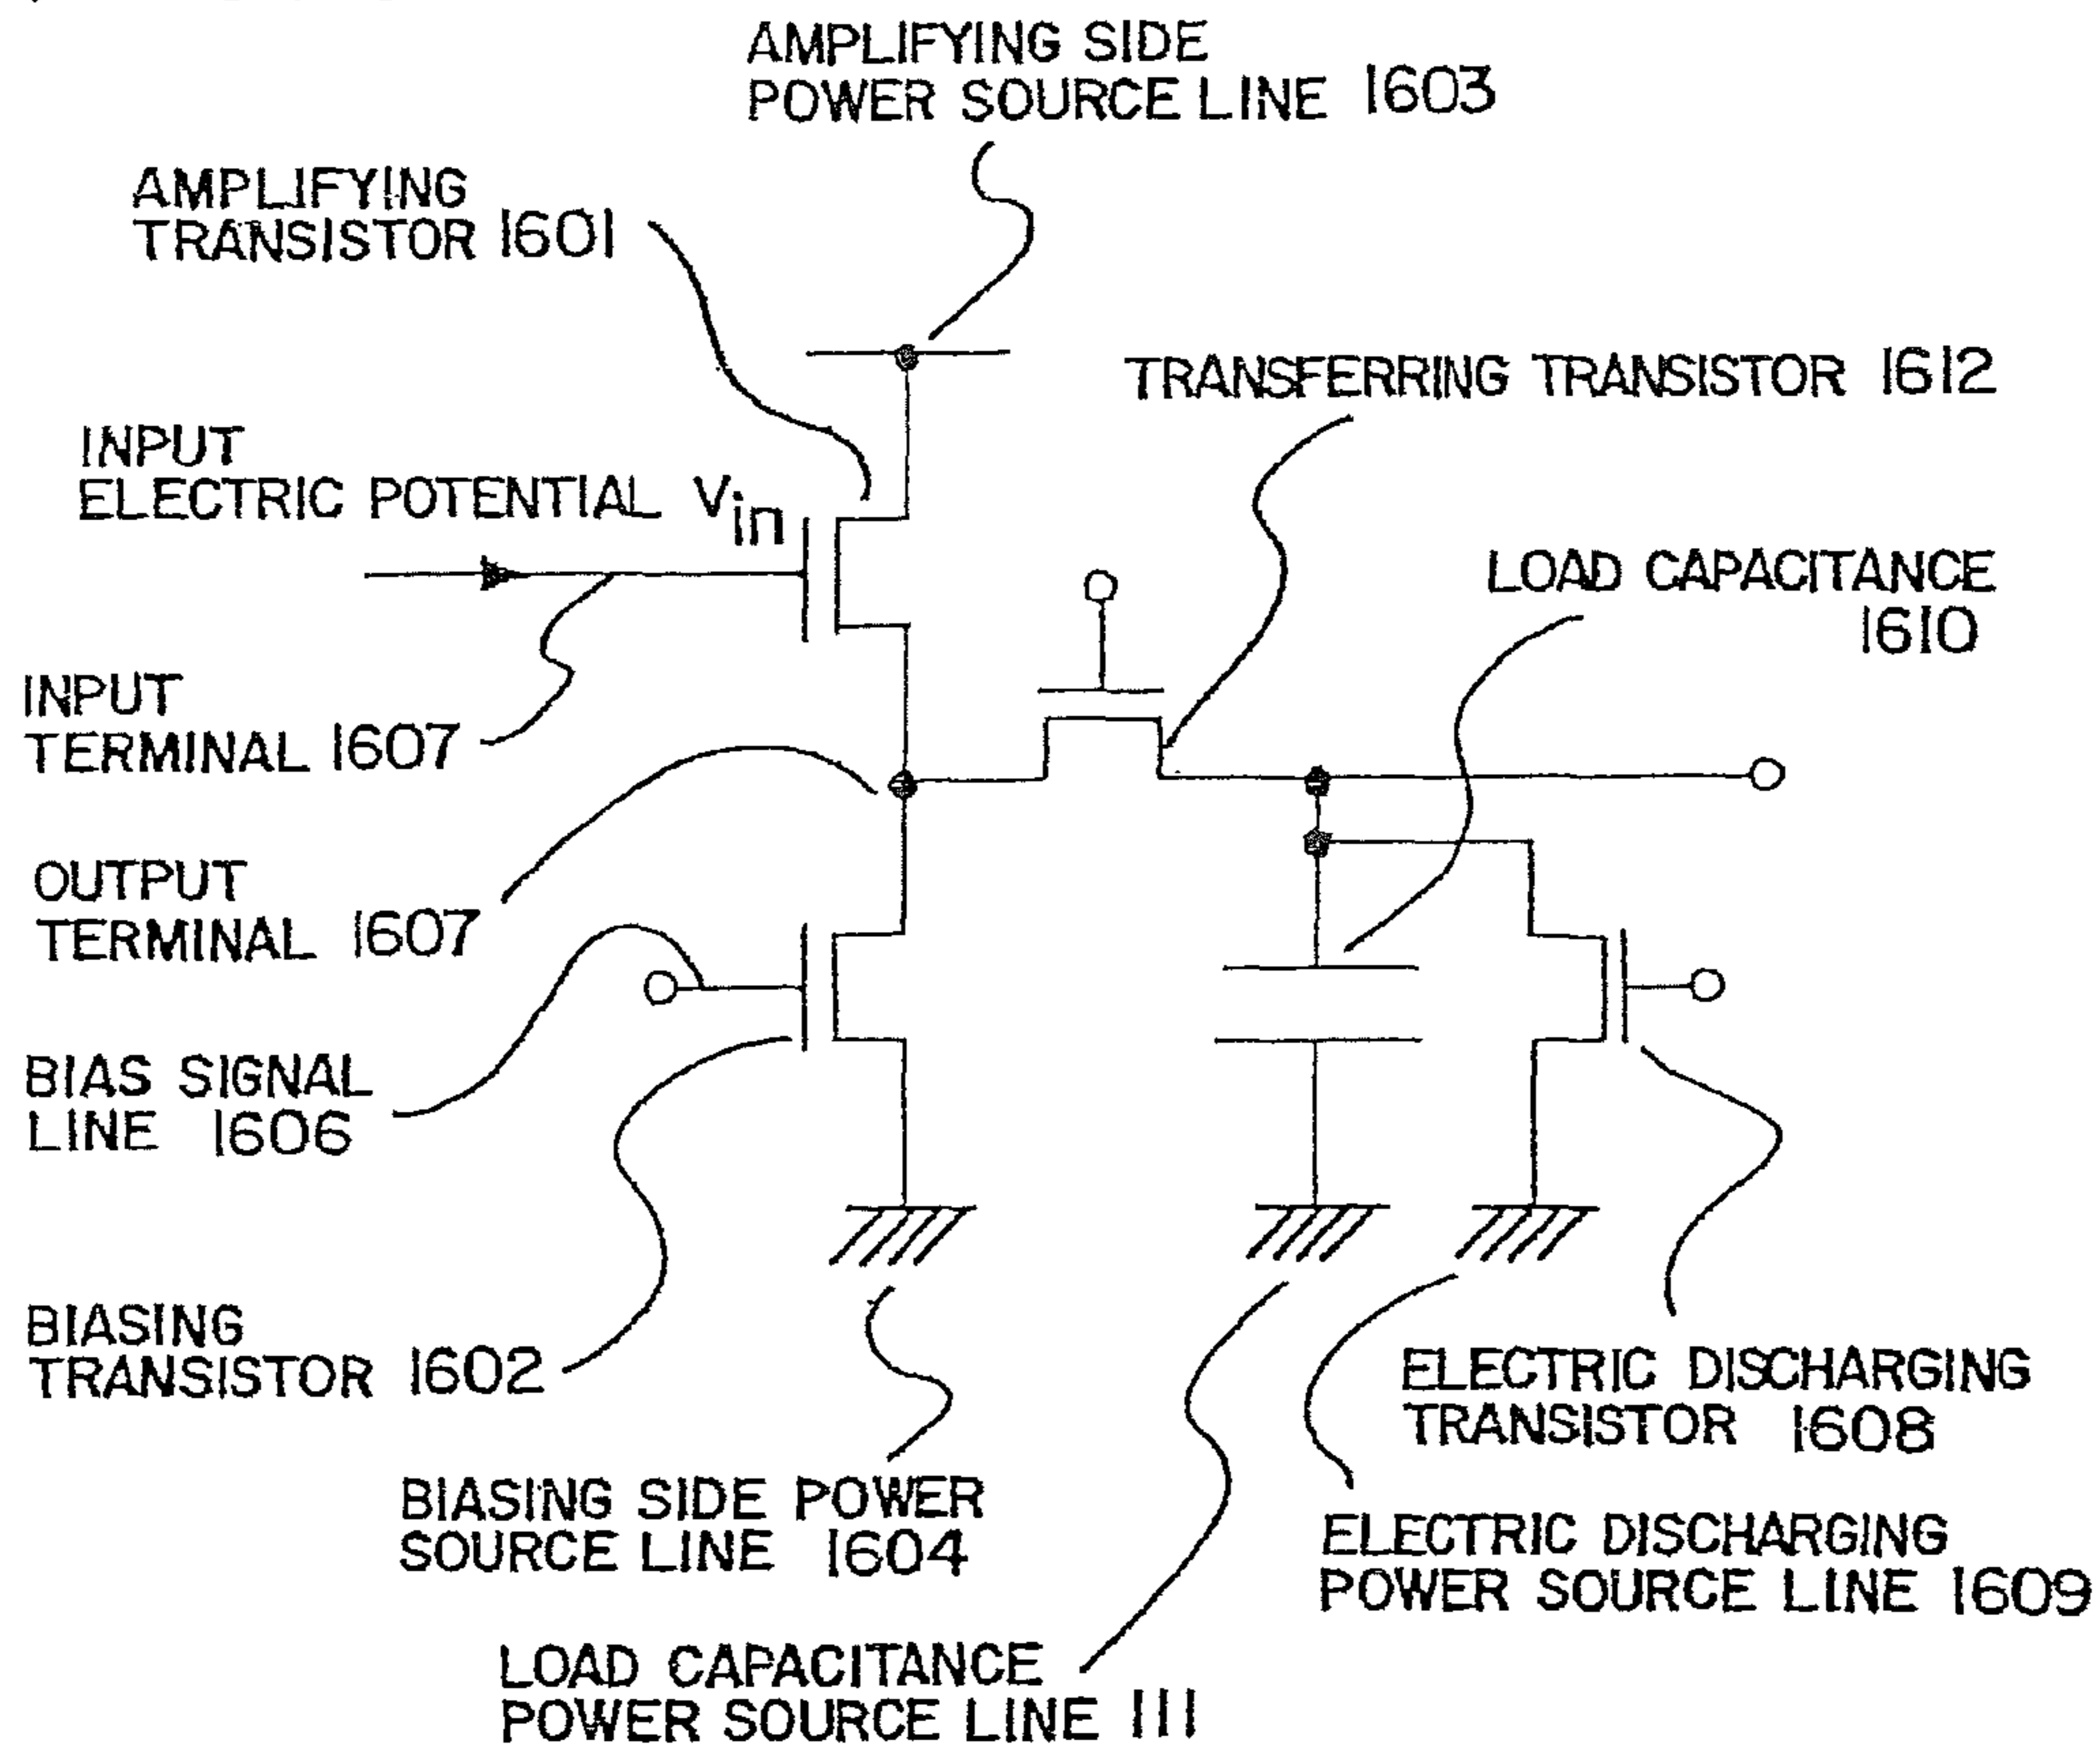 AMPLIFYING SIDE
POWER SOURCE LINE 1603
AMPLIFYING
TRANSISTOR 1601
TRANSFERRING TRANSISTOR 1612
INPUT
ELECTRIC POTENTIAL Vin
LOAD CAPACITANCE
1610
INPUT
TERMINAL 1607
OUTPUT
TERMINAL 1607
BIAS SIGNAL
LINE 1606
BIASING
TRANSISTOR 1602
ELECTRIC DISCHARGING
TRANSISTOR 1608
BIASING SIDE POWER
SOURCE LINE 1604
ELECTRIC DISCHARGING
POWER SOURCE LINE 1609
LOAD CAPACITANCE
POWER SOURCE LINE 111